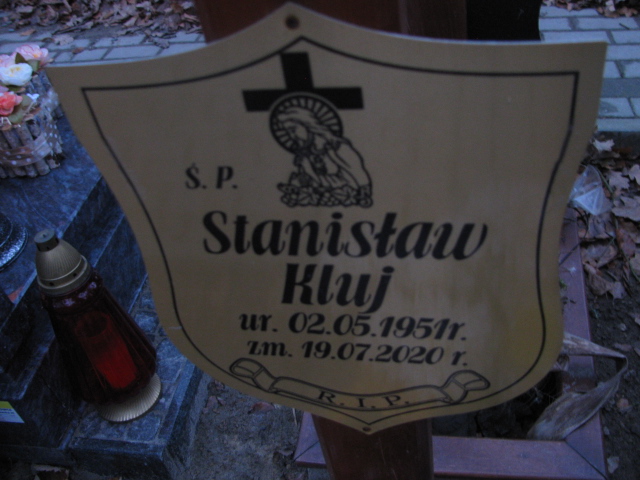 Ś. P.
Stanisław
Kluj
ur. 02.05.1951r.
zm. 19.07.2020 r.
R.I.P.